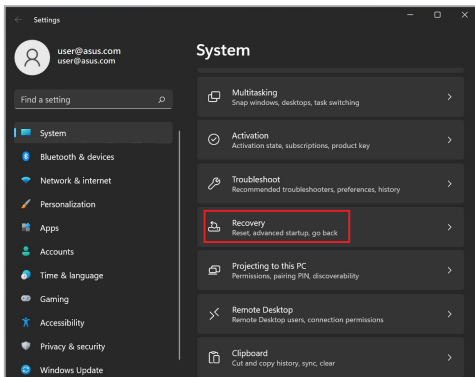 Settings
user@asus.com
user@asus.com
Find a setting
System
Bluetooth & devices
Network & internet
Personalization
Apps
Accounts
Time & language
Gaming
Accessibility
Privacy & security
Windows Update
System
Multitasking
Snap windows, desktops, task switching
Activation
Activation state, subscriptions, product key
Troubleshoot
Recommended troubleshooters, preferences, history
Recovery
Reset, advanced startup, go back
Projecting to this PC
Permissions, pairing PIN, discoverability
Remote Desktop
Remote Desktop users, connection permissions
Clipboard
Cut and copy history, sync, clear